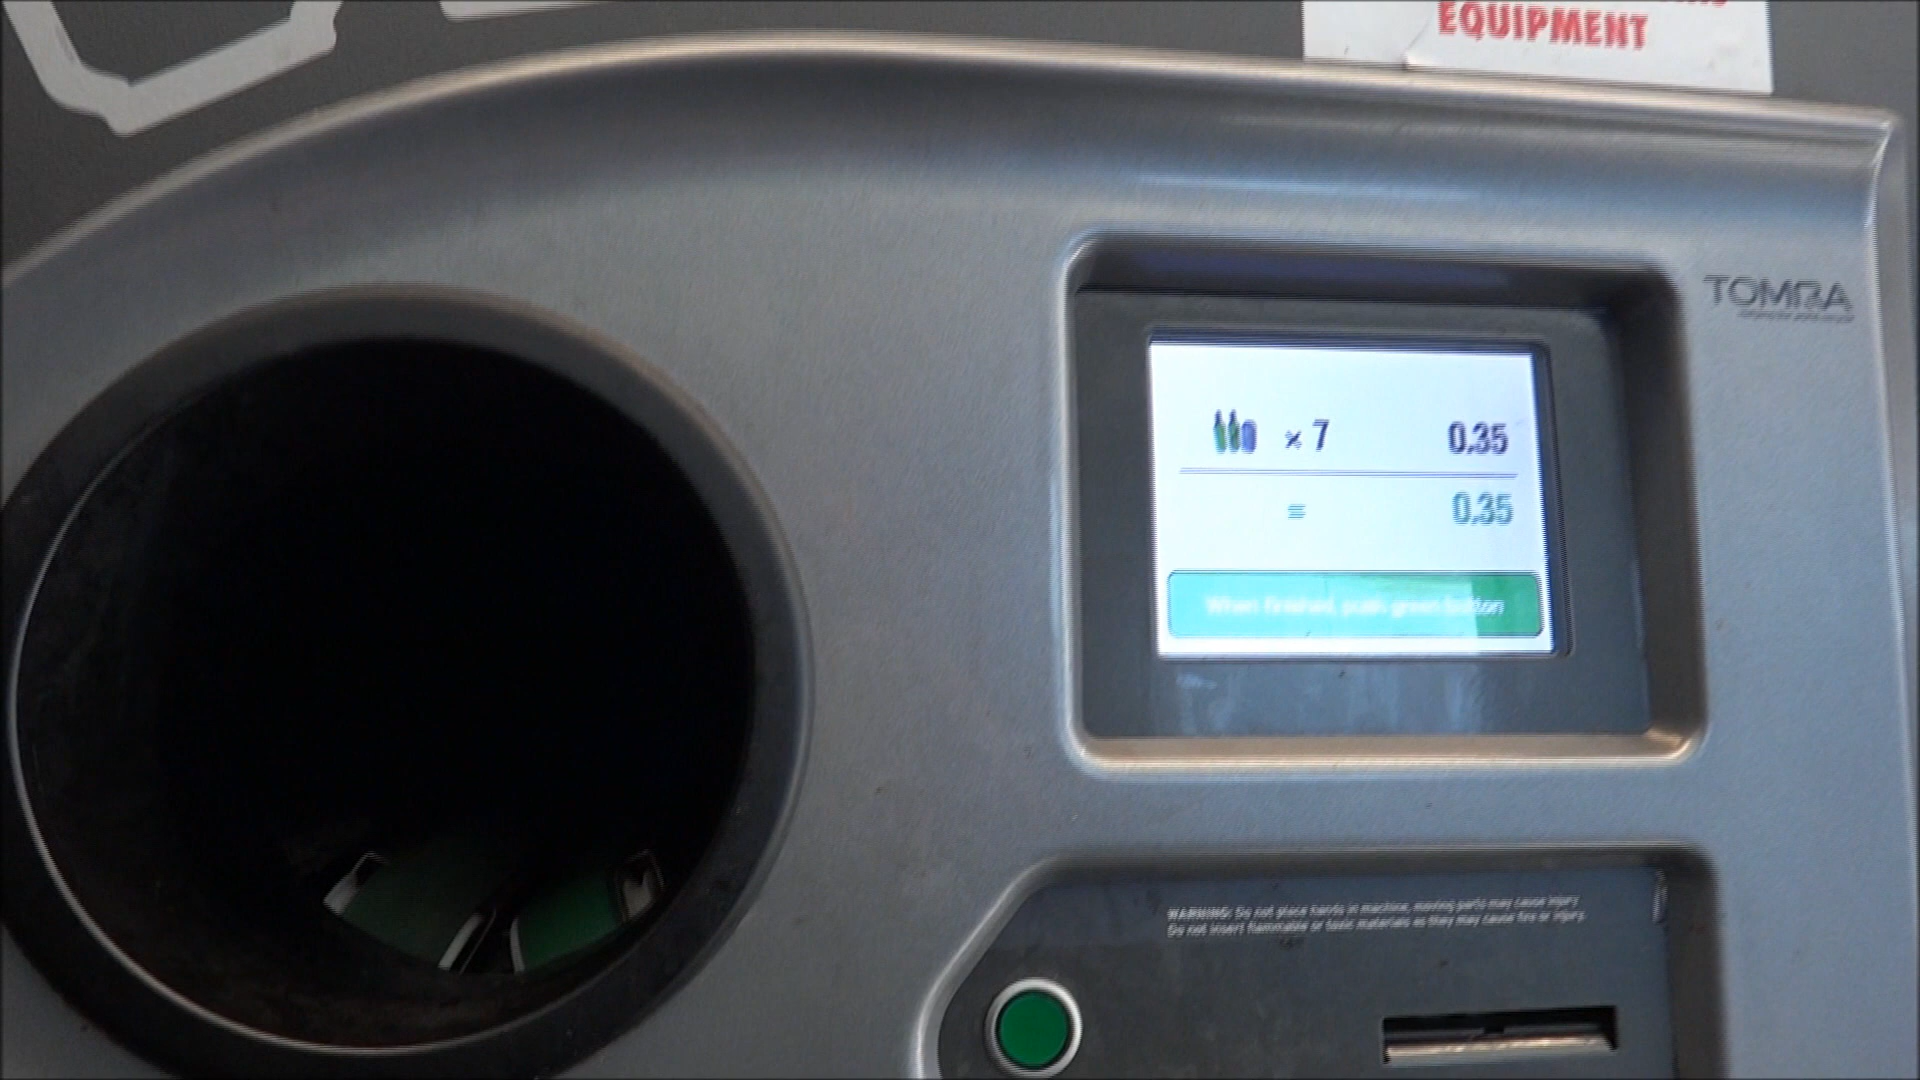 EQUIPMENT
TOMRA
× 7 0.35
= 0.35
When finished, push green button
WARNING: Do not place hands in machine, moving parts may cause injury.
Do not insert flammable or toxic materials as they may cause fire or injury.